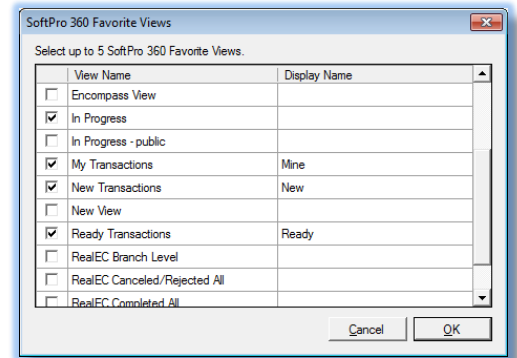 SoftPro 360 Favorite Views
Select up to 5 SoftPro 360 Favorite Views.
View Name Display Name
Encompass View
In Progress
In Progress - public
My Transactions Mine
New Transactions New
New View
Ready Transactions Ready
RealEC Branch Level
RealEC Canceled/Rejected All
RealEC Completed All
Cancel OK